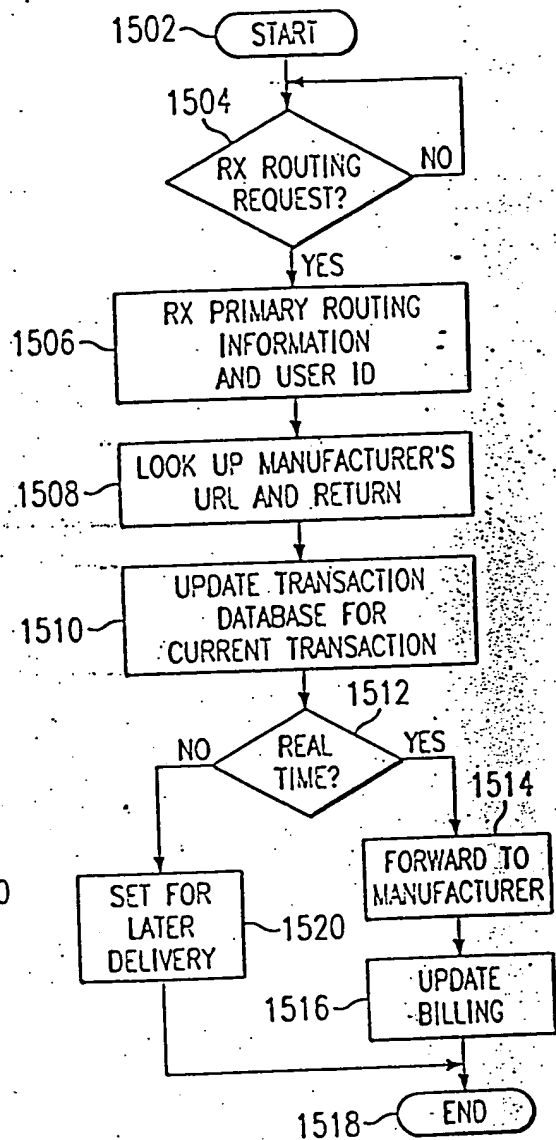 1502
START
1504
RX ROUTING
REQUEST?
NO
YES
1506
RX PRIMARY ROUTING
INFORMATION
AND USER ID
1508
LOOK UP MANUFACTURER'S
URL AND RETURN
1510
UPDATE TRANSACTION
DATABASE FOR
CURRENT TRANSACTION
1512
NO
REAL
TIME?
YES
1514
FORWARD TO
MANUFACTURER
0
SET FOR
LATER
DELIVERY
1520
1516
UPDATE
BILLING
1518
END